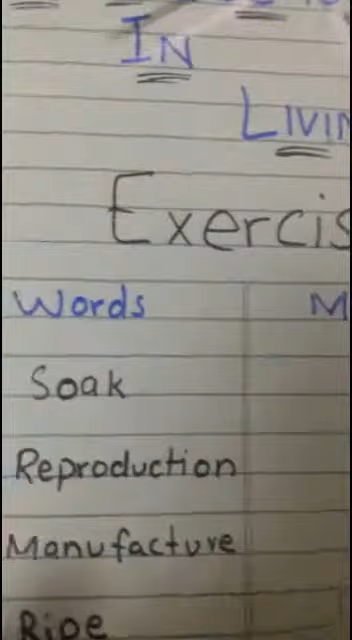 IN
LIVIN
Exercis
Words M
Soak
Reproduction
Manufacture
Ripe